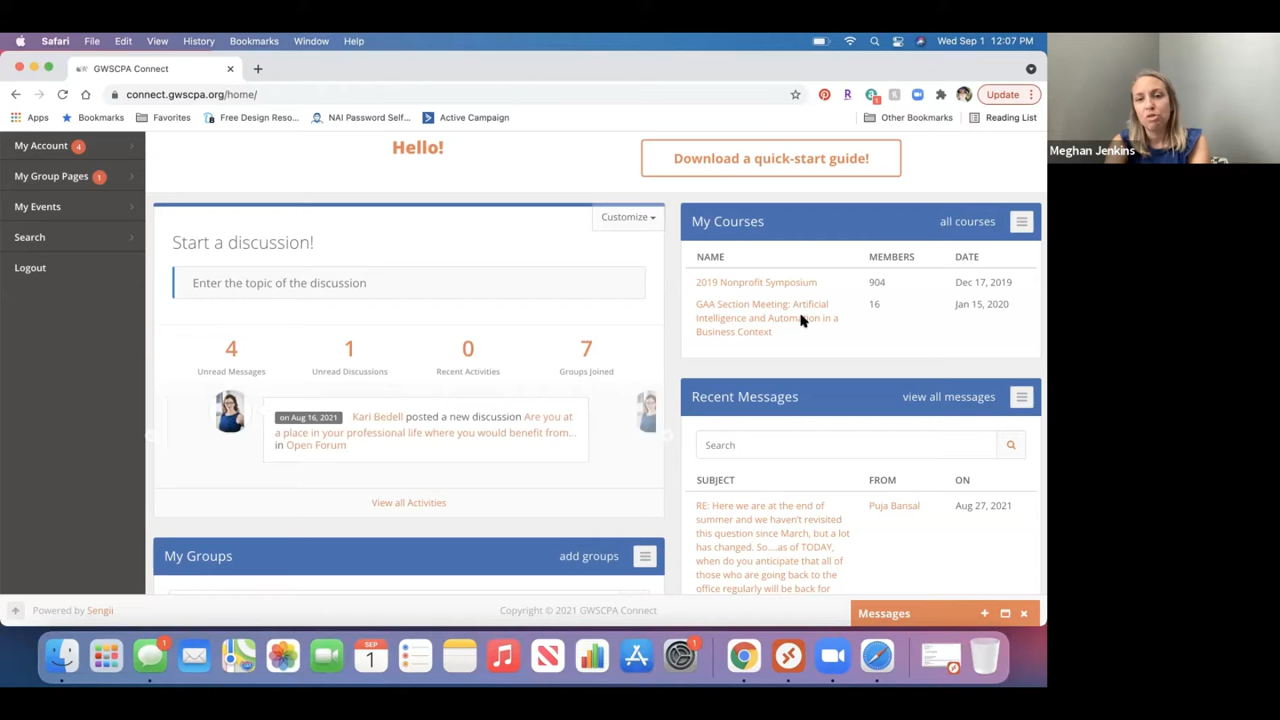 Safari File Edit View History Bookmarks Window Help Wed Sep 1 12:07 PM
GWSCPA Connect
connect.gwscpa.org/home/ Update
Apps Bookmarks Favorites Free Design Reso... NAI Password Self... Active Campaign Other Bookmarks Reading List
Meghan Jenkins
My Account 4
My Group Pages 1
My Events
Search
Logout
Hello!
Download a quick-start guide!
Customize
Start a discussion!
Enter the topic of the discussion
4 1 0 7
Unread Messages Unread Discussions Recent Activities Groups Joined
on Aug 16, 2021 Kari Bedell posted a new discussion Are you at
a place in your professional life where you would benefit from...
in Open Forum
View all Activities
My Groups add groups
My Courses all courses
NAME MEMBERS DATE
2019 Nonprofit Symposium 904 Dec 17, 2019
GAA Section Meeting: Artificial 16 Jan 15, 2020
Intelligence and Automation in a
Business Context
Recent Messages view all messages
Search
SUBJECT FROM ON
RE: Here we are at the end of Puja Bansal Aug 27, 2021
summer and we haven't revisited
this question since March, but a lot
has changed. So....as of TODAY,
when do you anticipate that all of
those who are going back to the
office regularly will be back for
Powered by Sengii Copyright © 2021 GWSCPA Connect
Messages
1 SEP 1 1